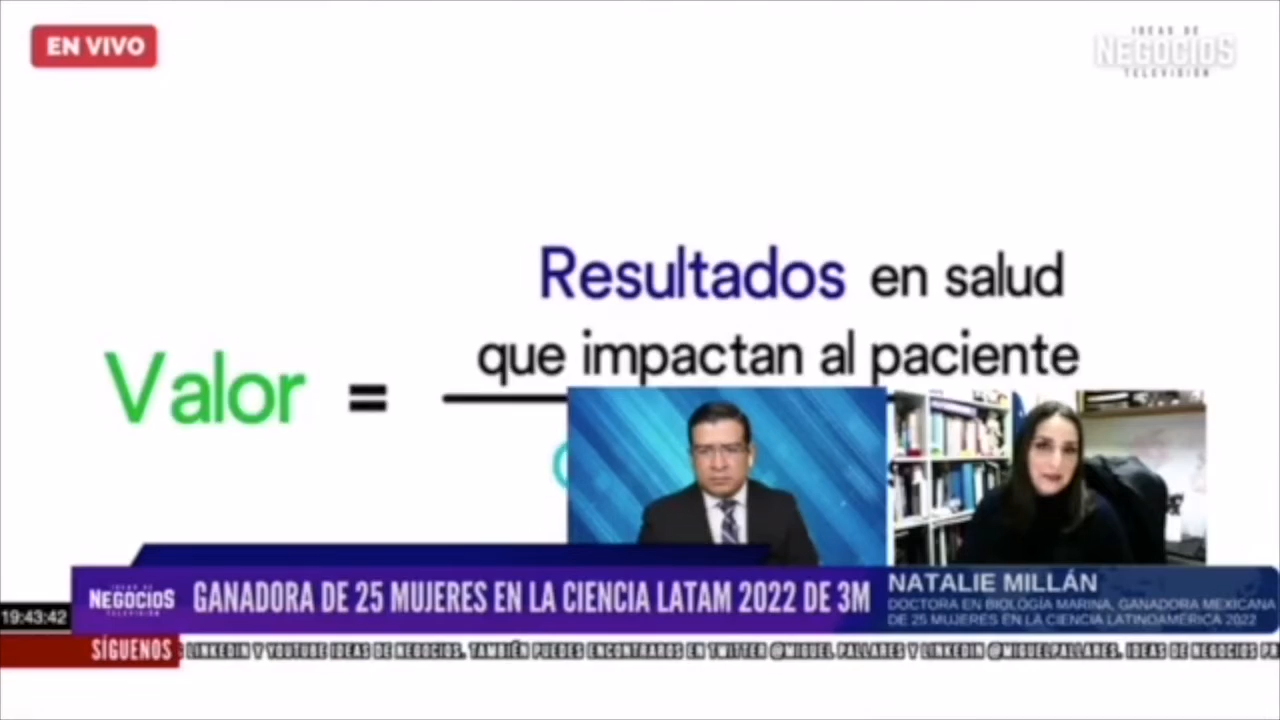 EN VIVO
IDEAS DE
NEGOCIOS
TELEVISIÓN
Resultados en salud
que impactan al paciente
Valor =
IDEAS DE
NEGOCIOS
TELEVISIÓN
GANADORA DE 25 MUJERES EN LA CIENCIA LATAM 2022 DE 3M
NATALIE MILLÁN
DOCTORA EN BIOLOGÍA MARINA, GANADORA MEXICANA
DE 25 MUJERES EN LA CIENCIA LATINOAMÉRICA 2022
19:43:42
SÍGUENOS
LINKEDIN Y YOUTUBE IDEAS DE NEGOCIOS. TAMBIÉN PUEDES ENCONTRARNOS EN TWITTER @MIGUEL_PALLARES Y LINKEDIN @MIGUELPALLARES. IDEAS DE NEGOCIOS